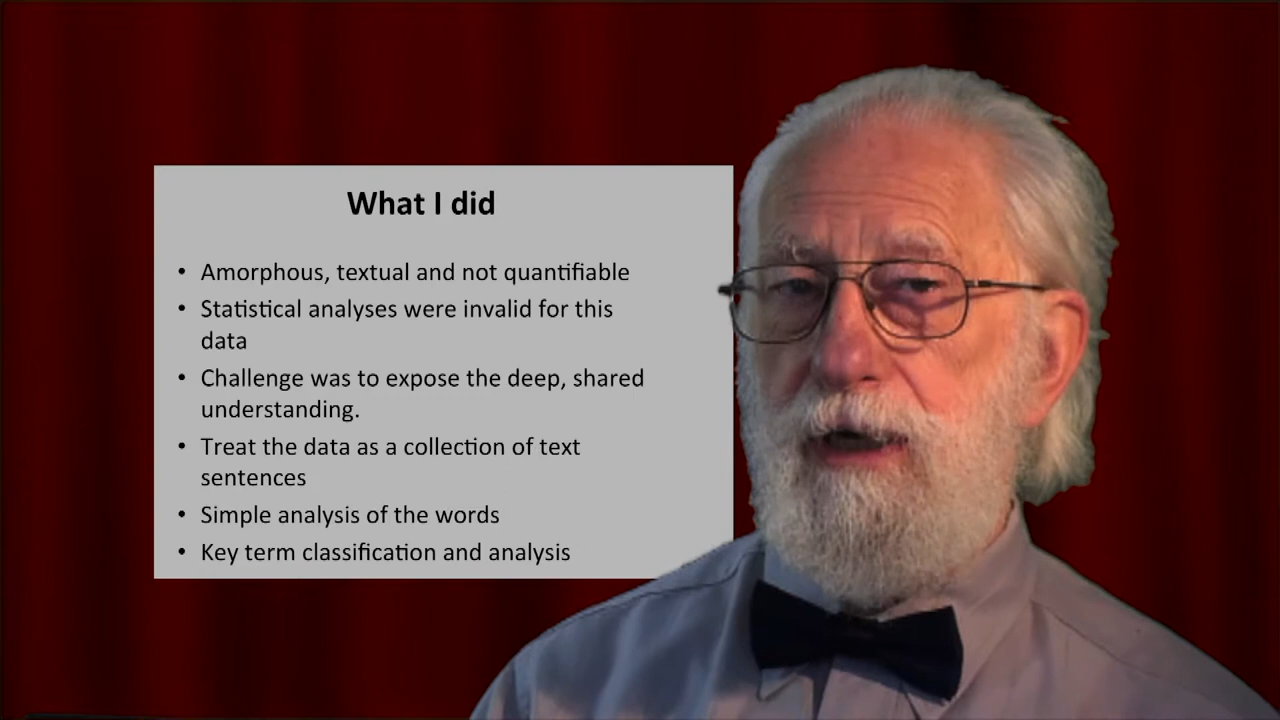 What I did
• Amorphous, textual and not quantifiable
• Statistical analyses were invalid for this
data
• Challenge was to expose the deep, shared
understanding.
• Treat the data as a collection of text
sentences
• Simple analysis of the words
• Key term classification and analysis